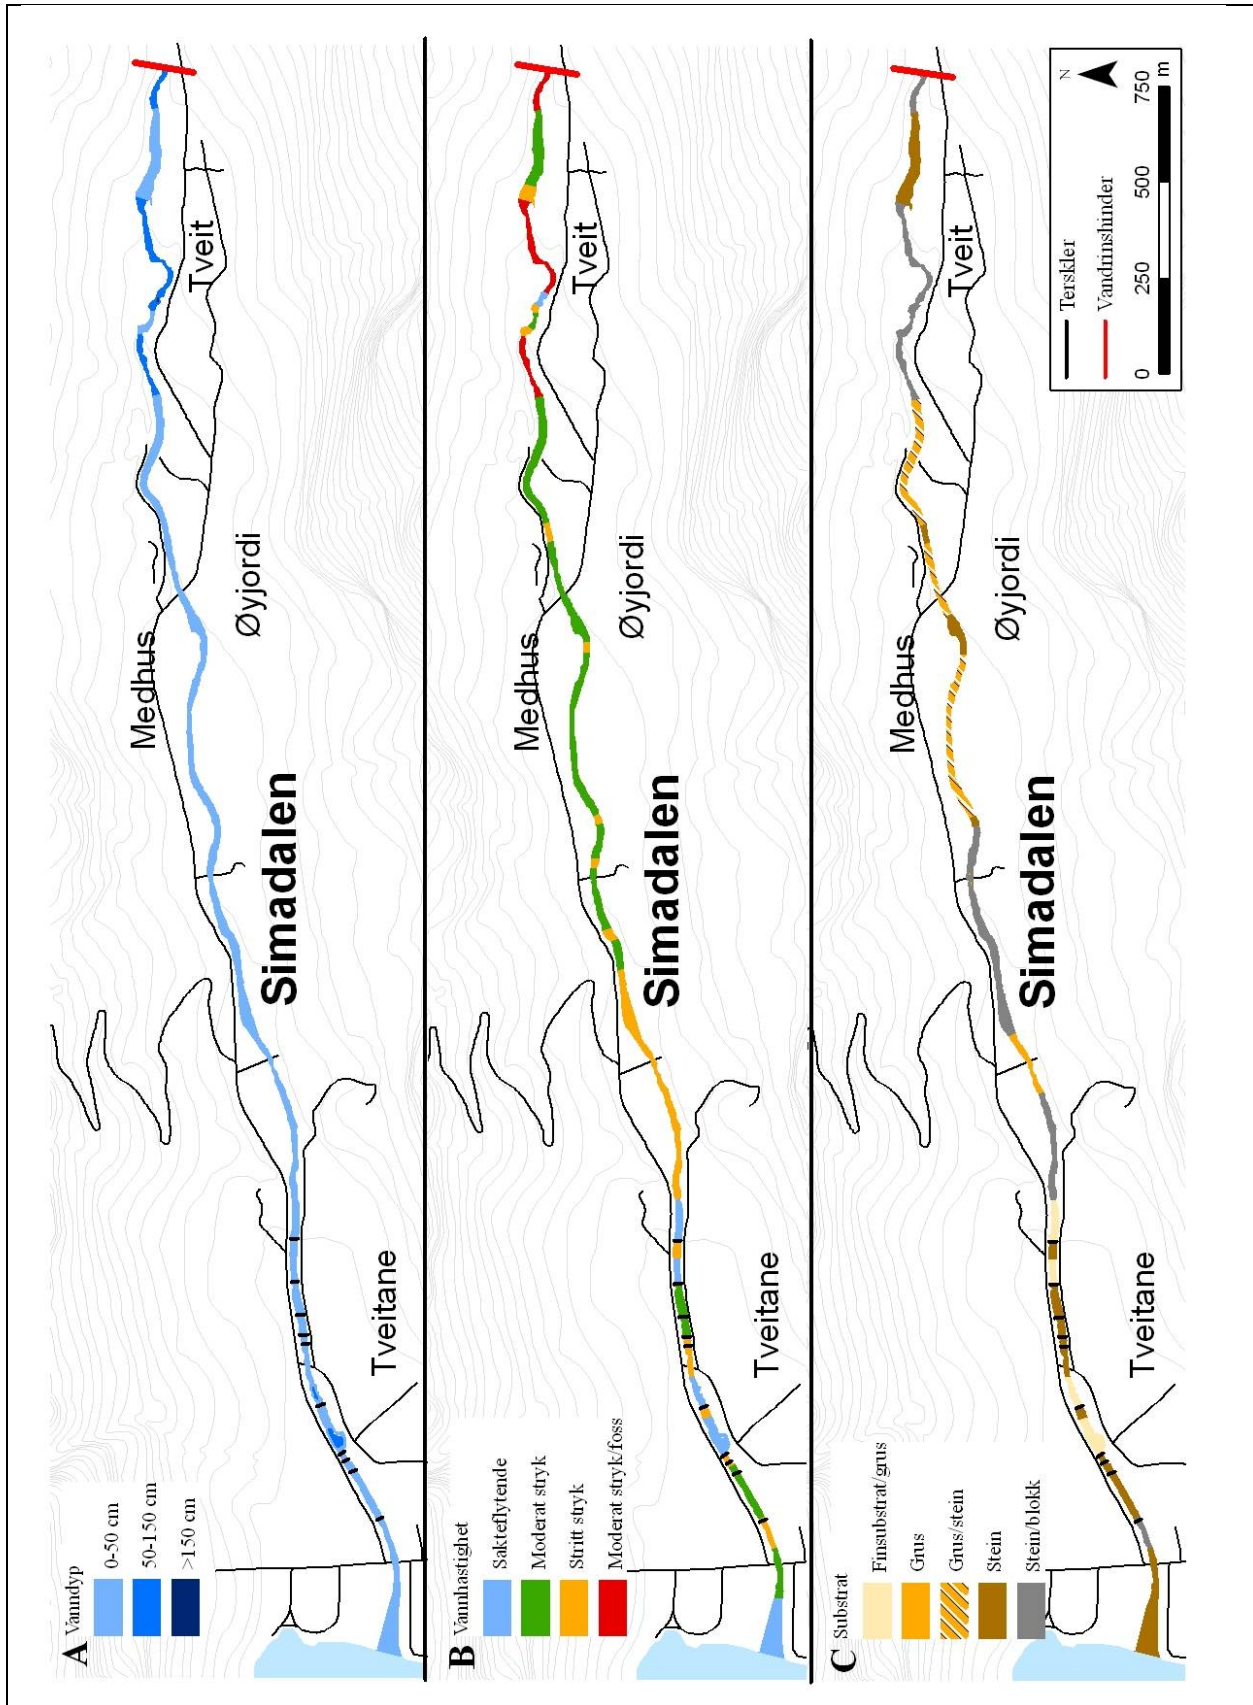 A Vanndyp
0-50 cm
50-150 cm
>150 cm
Tveitane
Simadalen
Medhus
Øyjordi
Tveit
B Vannhastighet
Sakteflytende
Moderat stryk
Stritt stryk
Moderat stryk/foss
Tveitane
Simadalen
Medhus
Øyjordi
Tveit
C Substrat
Finsubstrat/grus
Grus
Grus/stein
Stein
Stein/blokk
Tveitane
Simadalen
Medhus
Øyjordi
Tveit
Terskler
Vandrinshinder
N
0 250 500 750
m